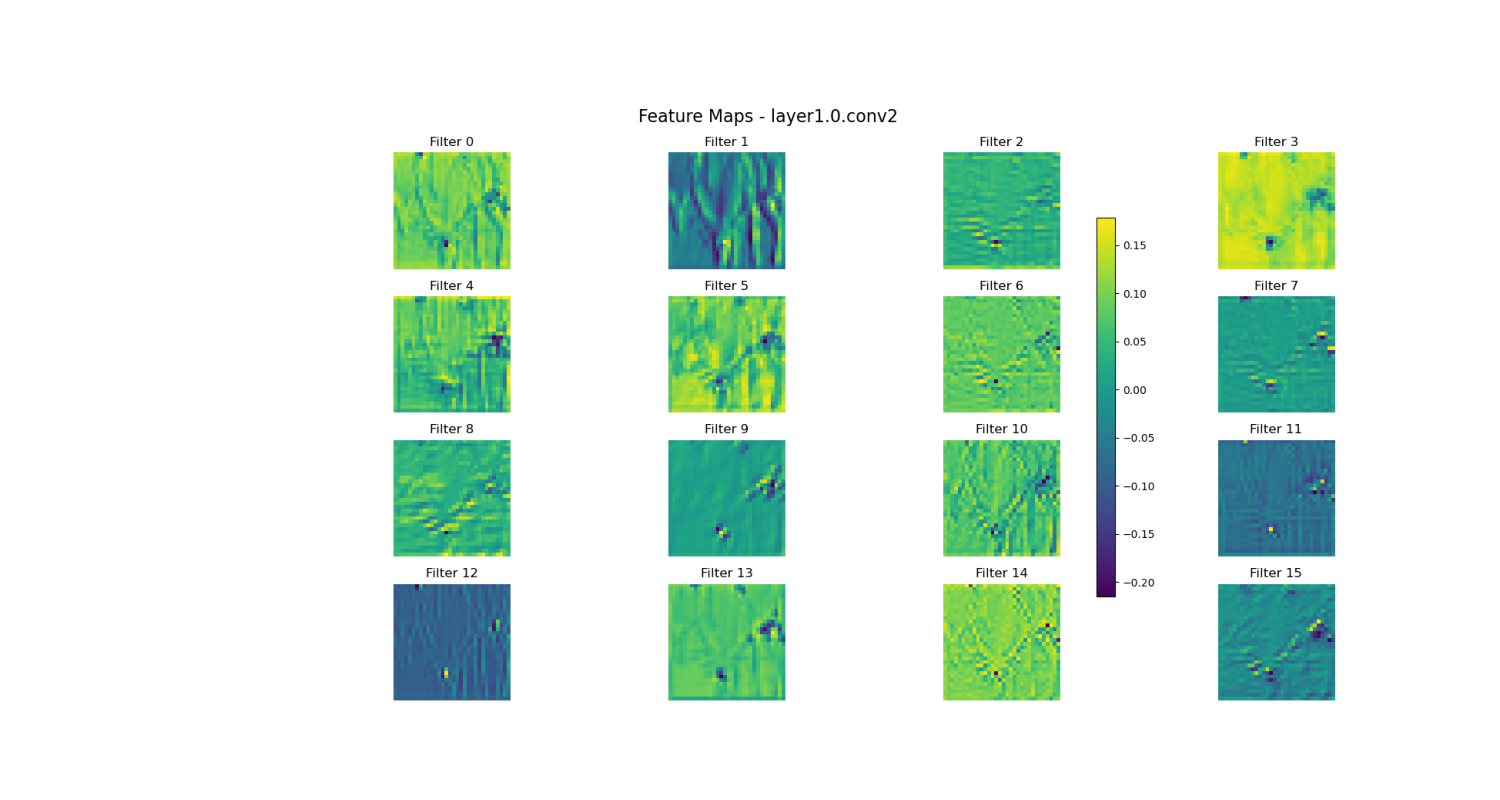 Feature Maps - layer1.0.conv2
Filter 0
Filter 1
Filter 2
Filter 3
Filter 4
Filter 5
Filter 6
Filter 7
Filter 8
Filter 9
Filter 10
Filter 11
Filter 12
Filter 13
Filter 14
Filter 15
0.15
0.10
0.05
0.00
−0.05
−0.10
−0.15
−0.20